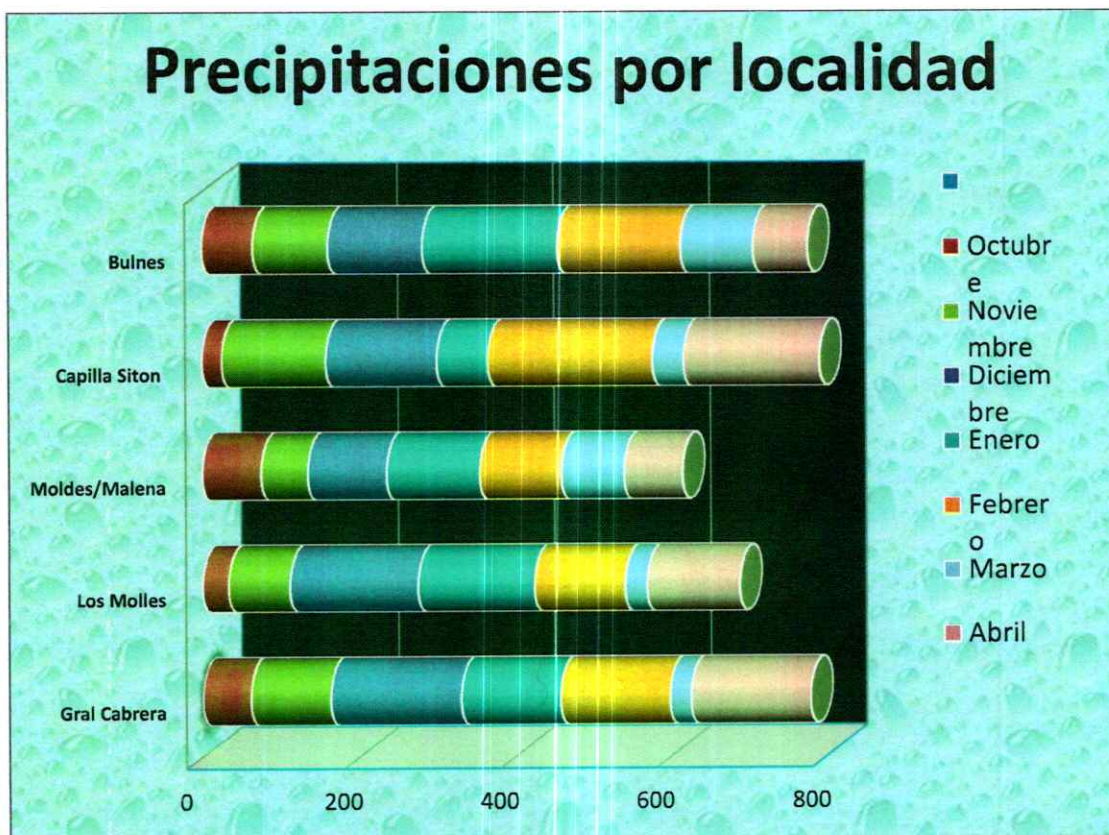 Precipitaciones por localidad
Bulnes
Capilla Siton
Moldes/Malena
Los Molles
Gral Cabrera
0 200 400 600 800
Octubr
e
Novie
mbre
Diciem
bre
Enero
Febrer
o
Marzo
Abril